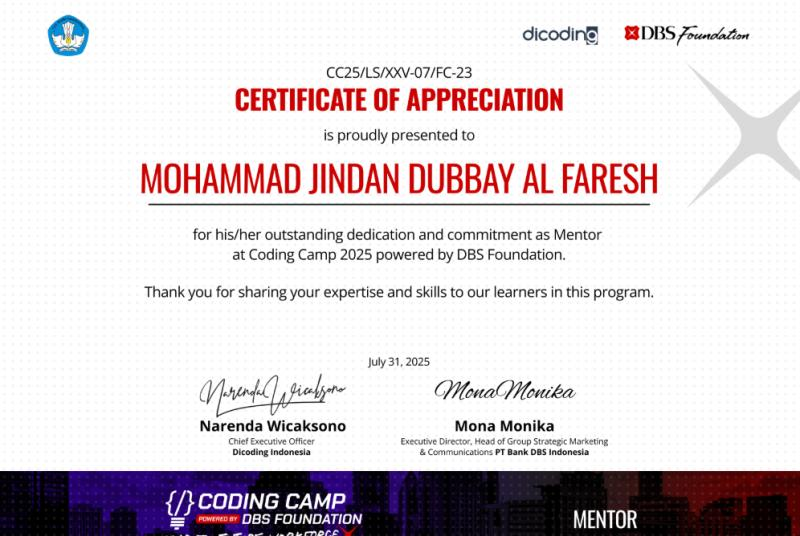 dicoding
DBS Foundation
CC25/LS/XXV-07/FC-23
CERTIFICATE OF APPRECIATION
is proudly presented to
MOHAMMAD JINDAN DUBBAY AL FARESH
for his/her outstanding dedication and commitment as Mentor
at Coding Camp 2025 powered by DBS Foundation.
Thank you for sharing your expertise and skills to our learners in this program.
July 31, 2025
Narenda Wicaksono
MonaMonika
Narenda Wicaksono
Mona Monika
Chief Executive Officer
Executive Director, Head of Group Strategic Marketing
Dicoding Indonesia
& Communications PT Bank DBS Indonesia
{/} CODING CAMP
POWERED BY DBS FOUNDATION
MENTOR